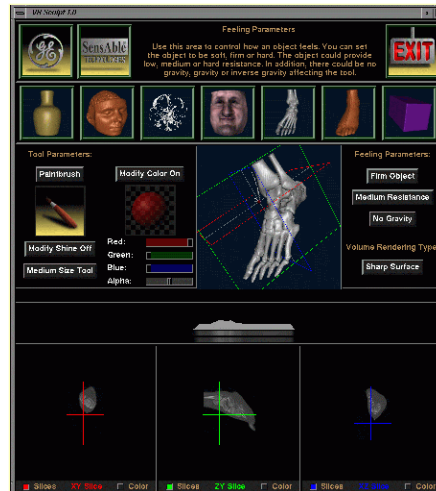 VR Sculpt 1.0
GE
SensAble
Feeling Parameters
Use this area to control how an object feels. You can set
the object to be soft, firm or hard. The object could provide
low, medium or hard resistance. In addition, there could be no
gravity, gravity or inverse gravity affecting the tool.
EXIT
Tool Parameters:
Paintbrush
Modify Color On
Modify Shine Off
Medium Size Tool
Red:
Green:
Blue:
Alpha:
Feeling Parameters:
Firm Object
Medium Resistance
No Gravity
Volume Rendering Type
Sharp Surface
Slices XY Slice Color
Slices ZY Slice Color
Slices Slice Color